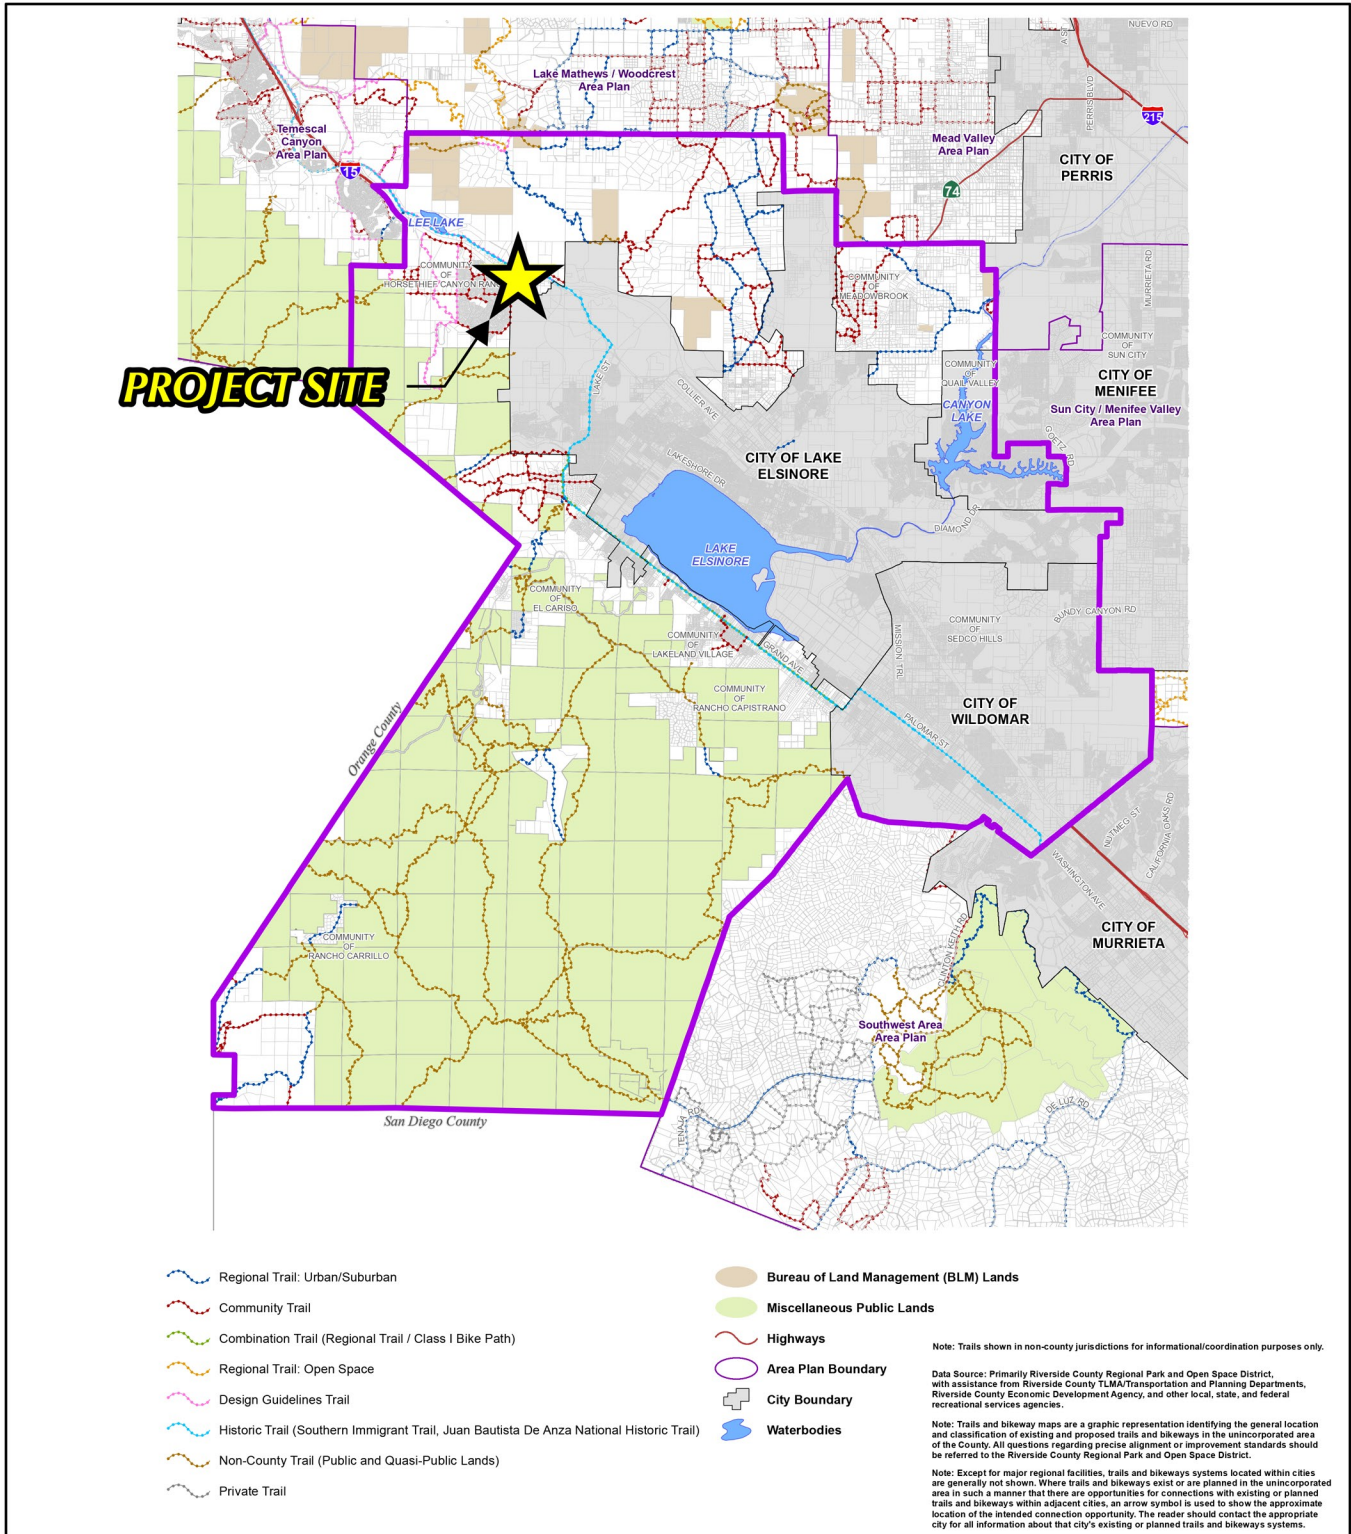 NUEVO RD
A ST
PERRIS BLVD
215
Lake Mathews / Woodcrest
Area Plan
Temescal
Canyon
Area Plan
15
Mead Valley
Area Plan
CITY OF
PERRIS
74
LEE LAKE
COMMUNITY
OF
HORSETHIEF CANYON RAN
COMMUNITY
OF
MEADOWBROOK
MURRIETA RD
COMMUNITY
OF
SUN CITY
PROJECT SITE
LAKE ST
COLLIER AVE
COMMUNITY
OF
QUAIL VALLEY
CANYON
LAKE
CITY OF
MENIFEE
Sun City / Menifee Valley
Area Plan
GOETZ RD
LAKESHORE DR
CITY OF LAKE
ELSINORE
DIAMOND DR
LAKE
ELSINORE
COMMUNITY
OF
EL CARISO
BUNDY CANYON RD
COMMUNITY
OF
SEDCO HILLS
MISSION TRL
COMMUNITY
OF
LAKELAND VILLAGE
GRAND AVE
COMMUNITY
OF
RANCHO CAPISTRANO
CITY OF
WILDOMAR
PALOMAR ST
Orange County
NUTMEG ST
CALIFORNIA OAKS RD
WASHINGTON AVE
CITY OF
MURRIETA
CLINTON KEITH RD
COMMUNITY
OF
RANCHO CARRILLO
Southwest Area
Area Plan
DE LUZ RD
TENAJA RD
San Diego County
Regional Trail: Urban/Suburban
Community Trail
Combination Trail (Regional Trail / Class I Bike Path)
Regional Trail: Open Space
Design Guidelines Trail
Historic Trail (Southern Immigrant Trail, Juan Bautista De Anza National Historic Trail)
Non-County Trail (Public and Quasi-Public Lands)
Private Trail
Bureau of Land Management (BLM) Lands
Miscellaneous Public Lands
Highways
Area Plan Boundary
City Boundary
Waterbodies
Note: Trails shown in non-county jurisdictions for informational/coordination purposes only.
Data Source: Primarily Riverside County Regional Park and Open Space District,
with assistance from Riverside County TLMA/Transportation and Planning Departments,
Riverside County Economic Development Agency, and other local, state, and federal
recreational services agencies.
Note: Trails and bikeway maps are a graphic representation identifying the general location
and classification of existing and proposed trails and bikeways in the unincorporated area
of the County. All questions regarding precise alignment or improvement standards should
be referred to the Riverside County Regional Park and Open Space District.
Note: Except for major regional facilities, trails and bikeways systems located within cities
are generally not shown. Where trails and bikeways exist or are planned in the unincorporated
area in such a manner that there are opportunities for connections with existing or planned
trails and bikeways within adjacent cities, an arrow symbol is used to show the approximate
location of the intended connection opportunity. The reader should contact the appropriate
city for all information about that city's existing or planned trails and bikeways systems.